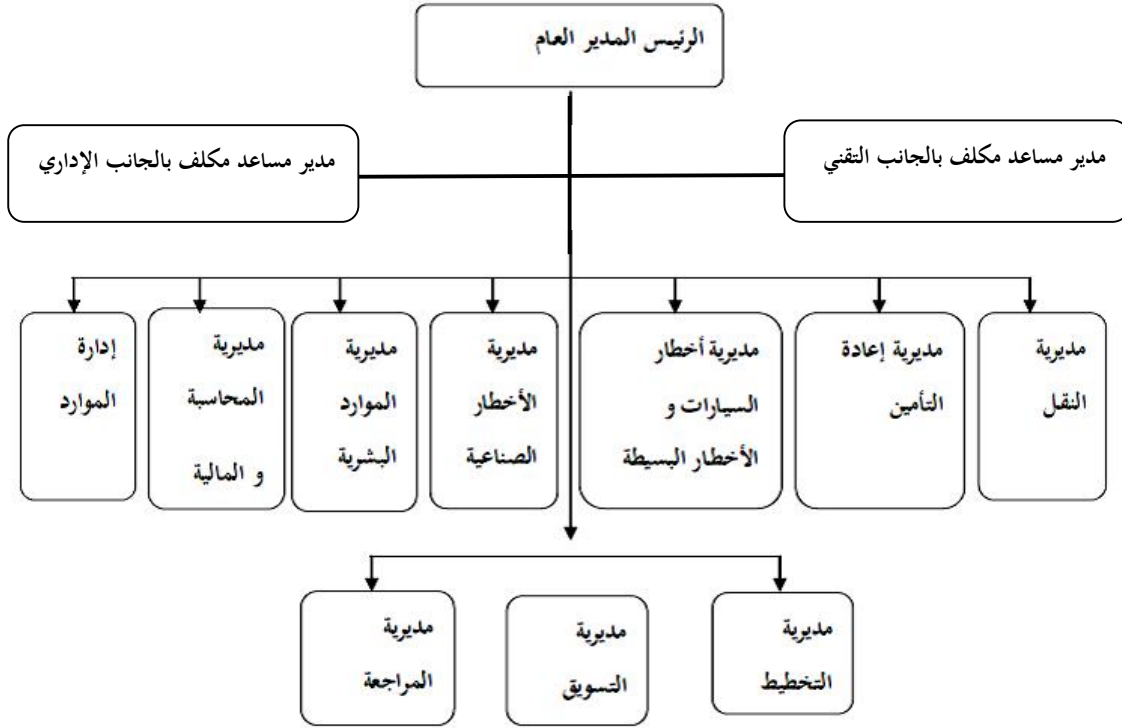 الرئيس المدير العام
مدير مساعد مكلف بالجانب التقني
مدير مساعد مكلف بالجانب الإداري
مديرية
النقل
مديرية إعادة
التأمين
مديرية أخطار
السيارات و
الأخطار البسيطة
مديرية
الأخطار
الصناعية
مديرية
الموارد
البشرية
مديرية
المحاسبة
و المالية
إدارة
الموارد
مديرية
التخطيط
مديرية
التسويق
مديرية
المراجعة